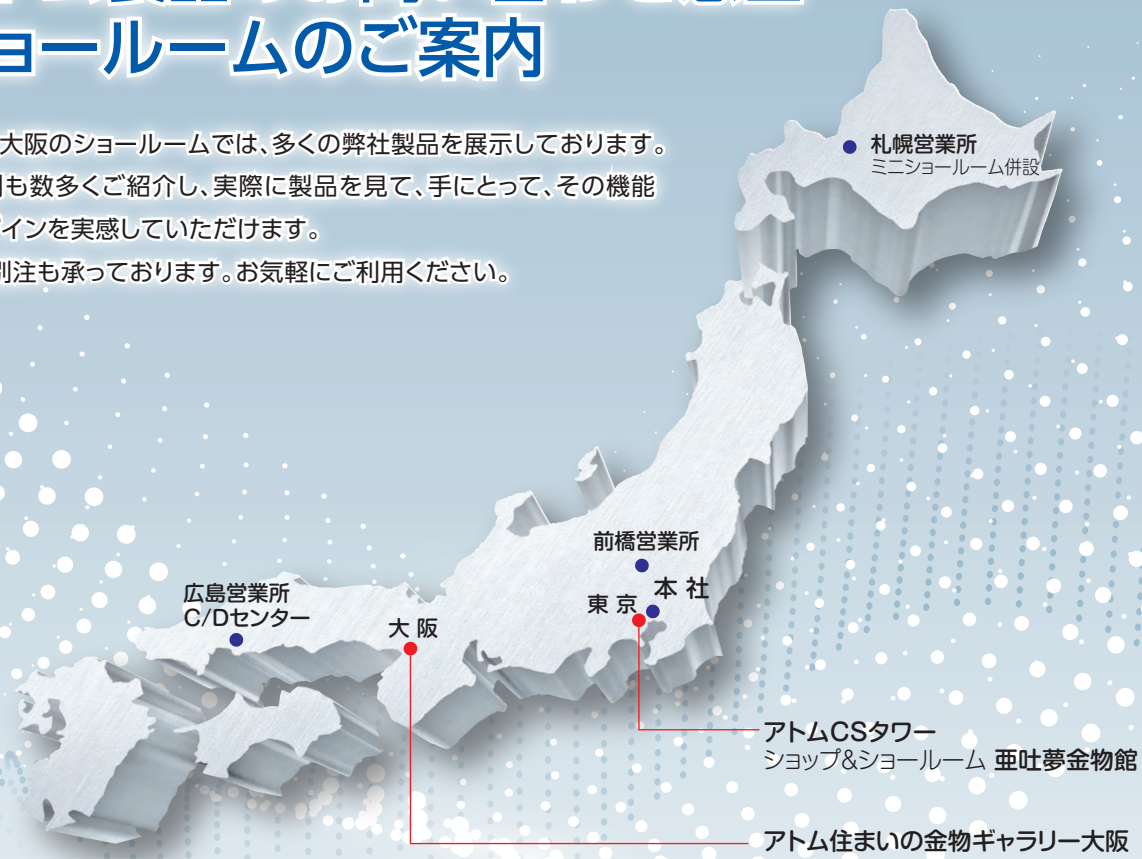 ョールームのご案内
大阪のショールームでは、多くの弊社製品を展示しております。
も数多くご紹介し、実際に製品を見て、手にとって、その機能
インを実感していただけます。
別注も承っております。お気軽にご利用ください。
札幌営業所
ミニショールーム併設
前橋営業所
本 社
東 京
広島営業所
C/Dセンター
大 阪
アトムCSタワー
ショップ&ショールーム 亜吐夢金物館
アトム住まいの金物ギャラリー大阪